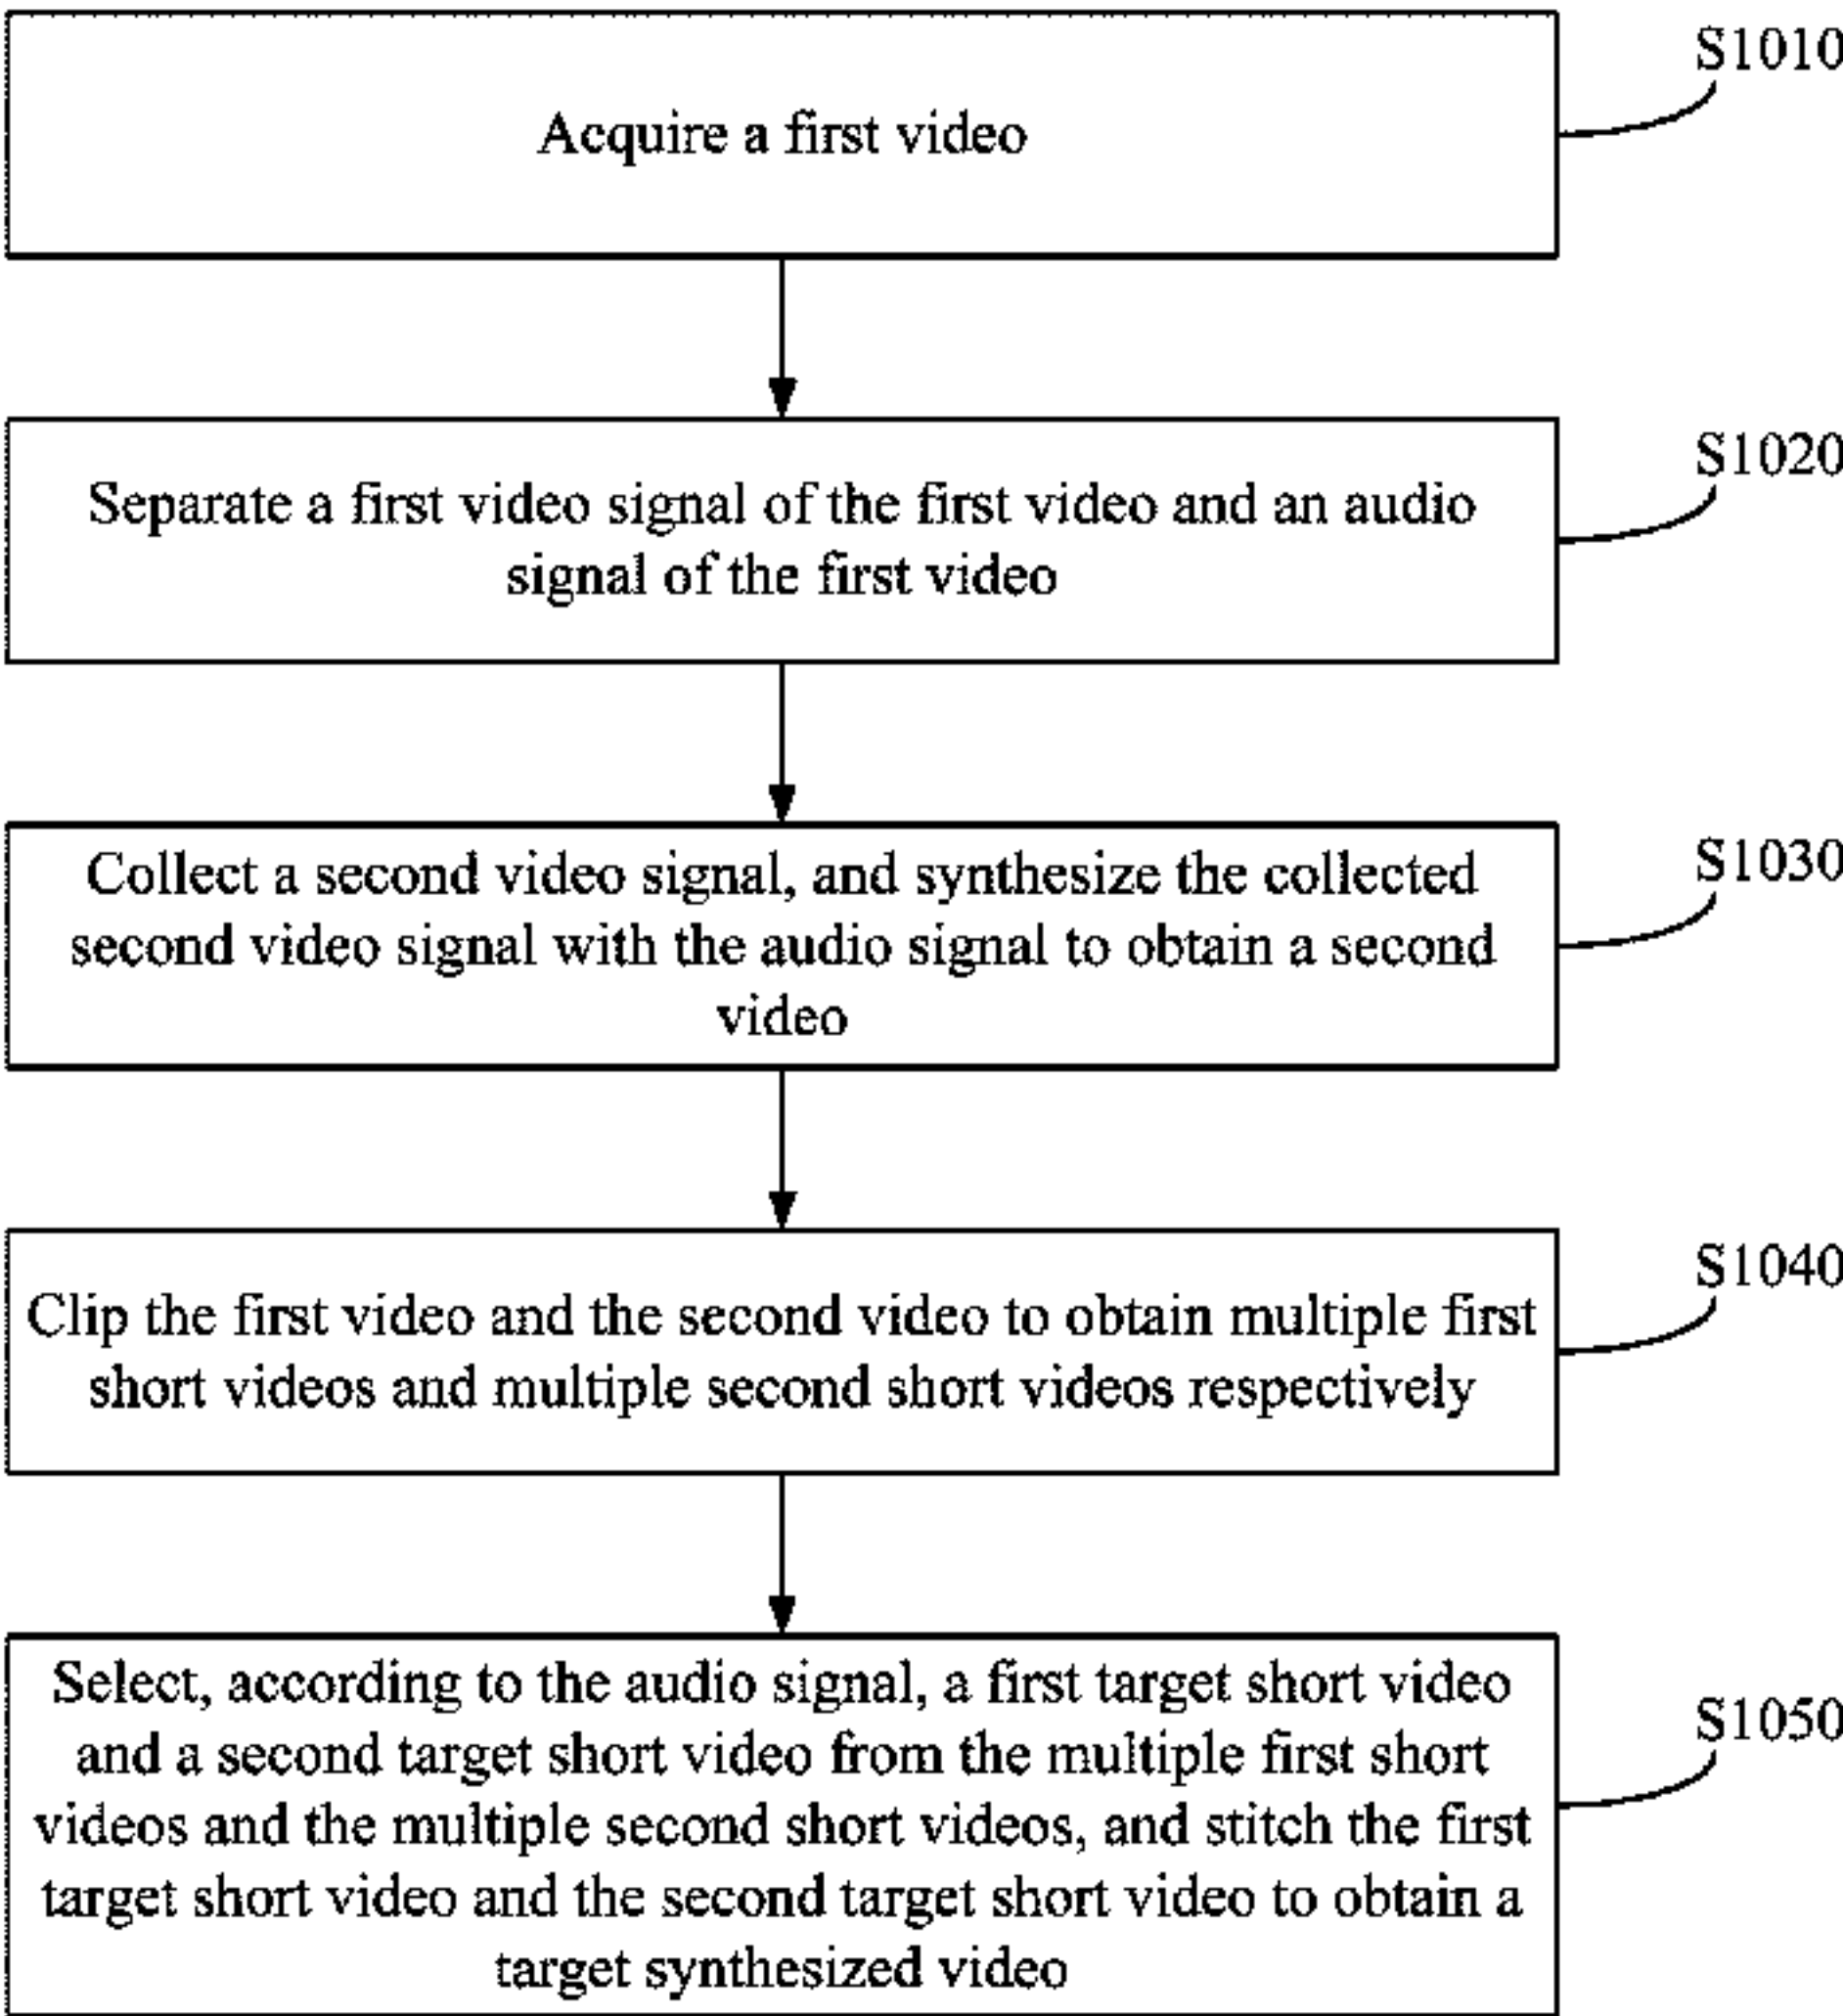 S1010
Acquire a first video
S1020
Separate a first video signal of the first video and an audio
signal of the first video
S1030
Collect a second video signal, and synthesize the collected
second video signal with the audio signal to obtain a second
video
S1040
Clip the first video and the second video to obtain multiple first
short videos and multiple second short videos respectively
S1050
Select, according to the audio signal, a first target short video
and a second target short video from the multiple first short
videos and the multiple second short videos, and stitch the first
target short video and the second target short video to obtain a
target synthesized video